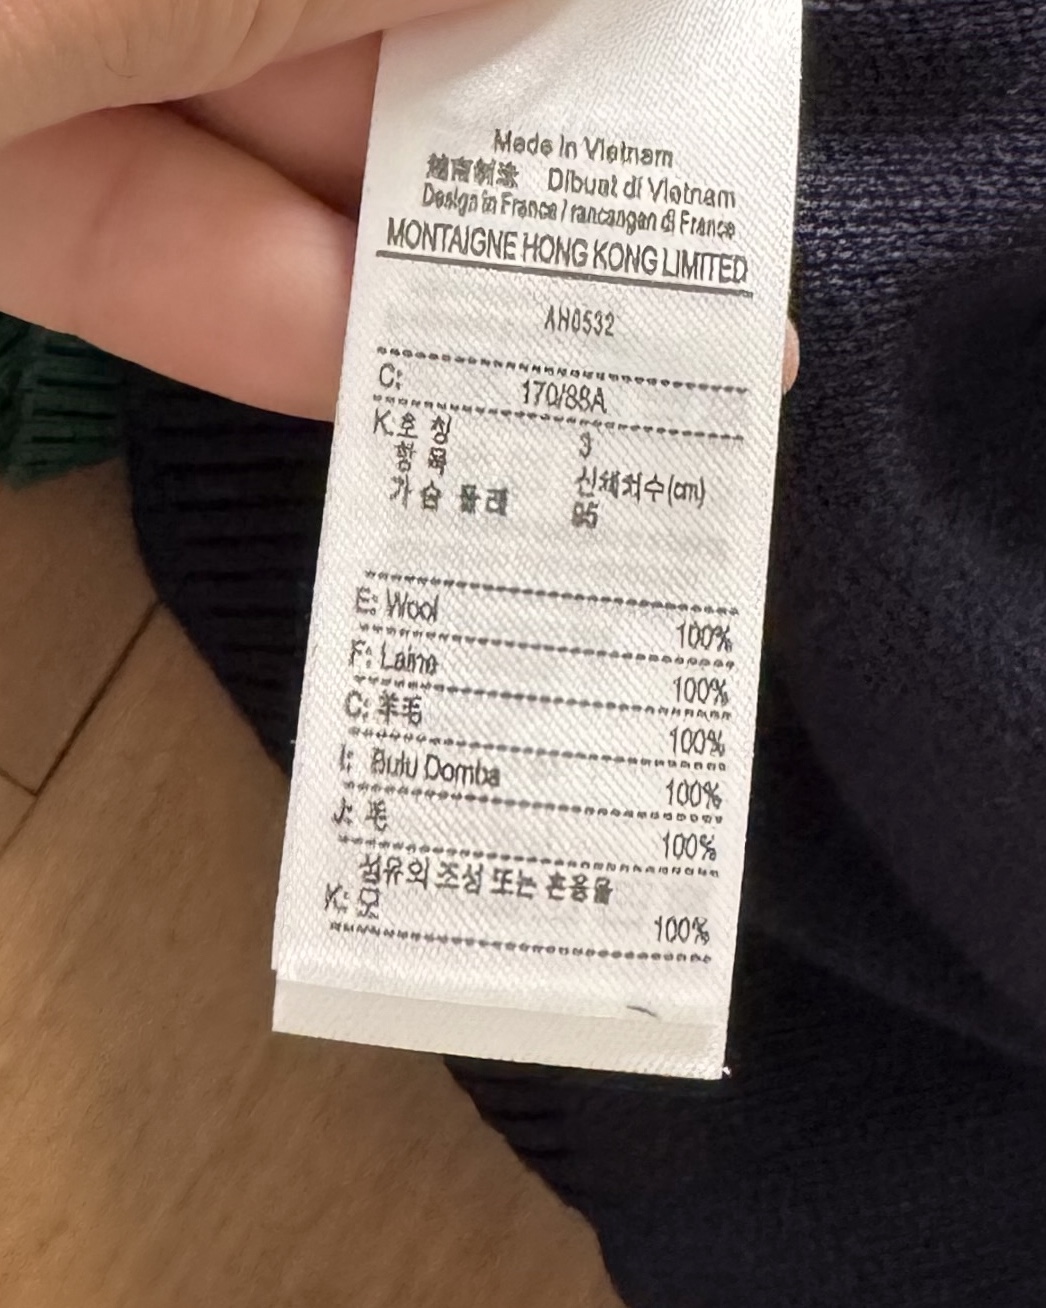 Made in Vietnam
越南制造 Dibuat di Vietnam
Design in France / rancangan di France
MONTAIGNE HONG KONG LIMITED
AH0532
C: 170/88A
K: 호 칭 3
항 목 신체치수(cm)
가슴 둘레 95
E: Wool 100%
F: Laine 100%
C: 羊毛 100%
I: Bulu Domba 100%
J: 毛 100%
섬유의 조성 또는 혼용율
K: 모 100%